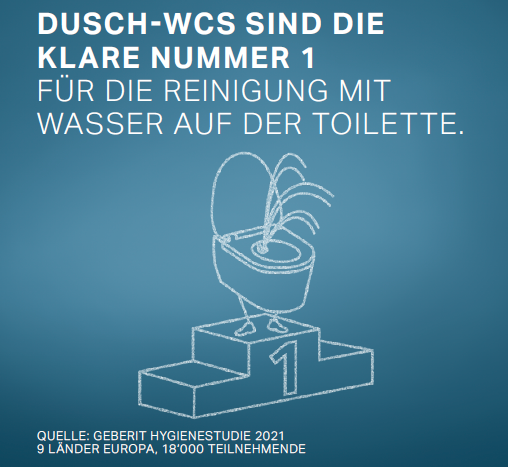 DUSCH-WCS SIND DIE
KLARE NUMMER 1
FÜR DIE REINIGUNG MIT
WASSER AUF DER TOILETTE.
1
QUELLE: GEBERIT HYGIENESTUDIE 2021
9 LÄNDER EUROPA, 18'000 TEILNEHMENDE